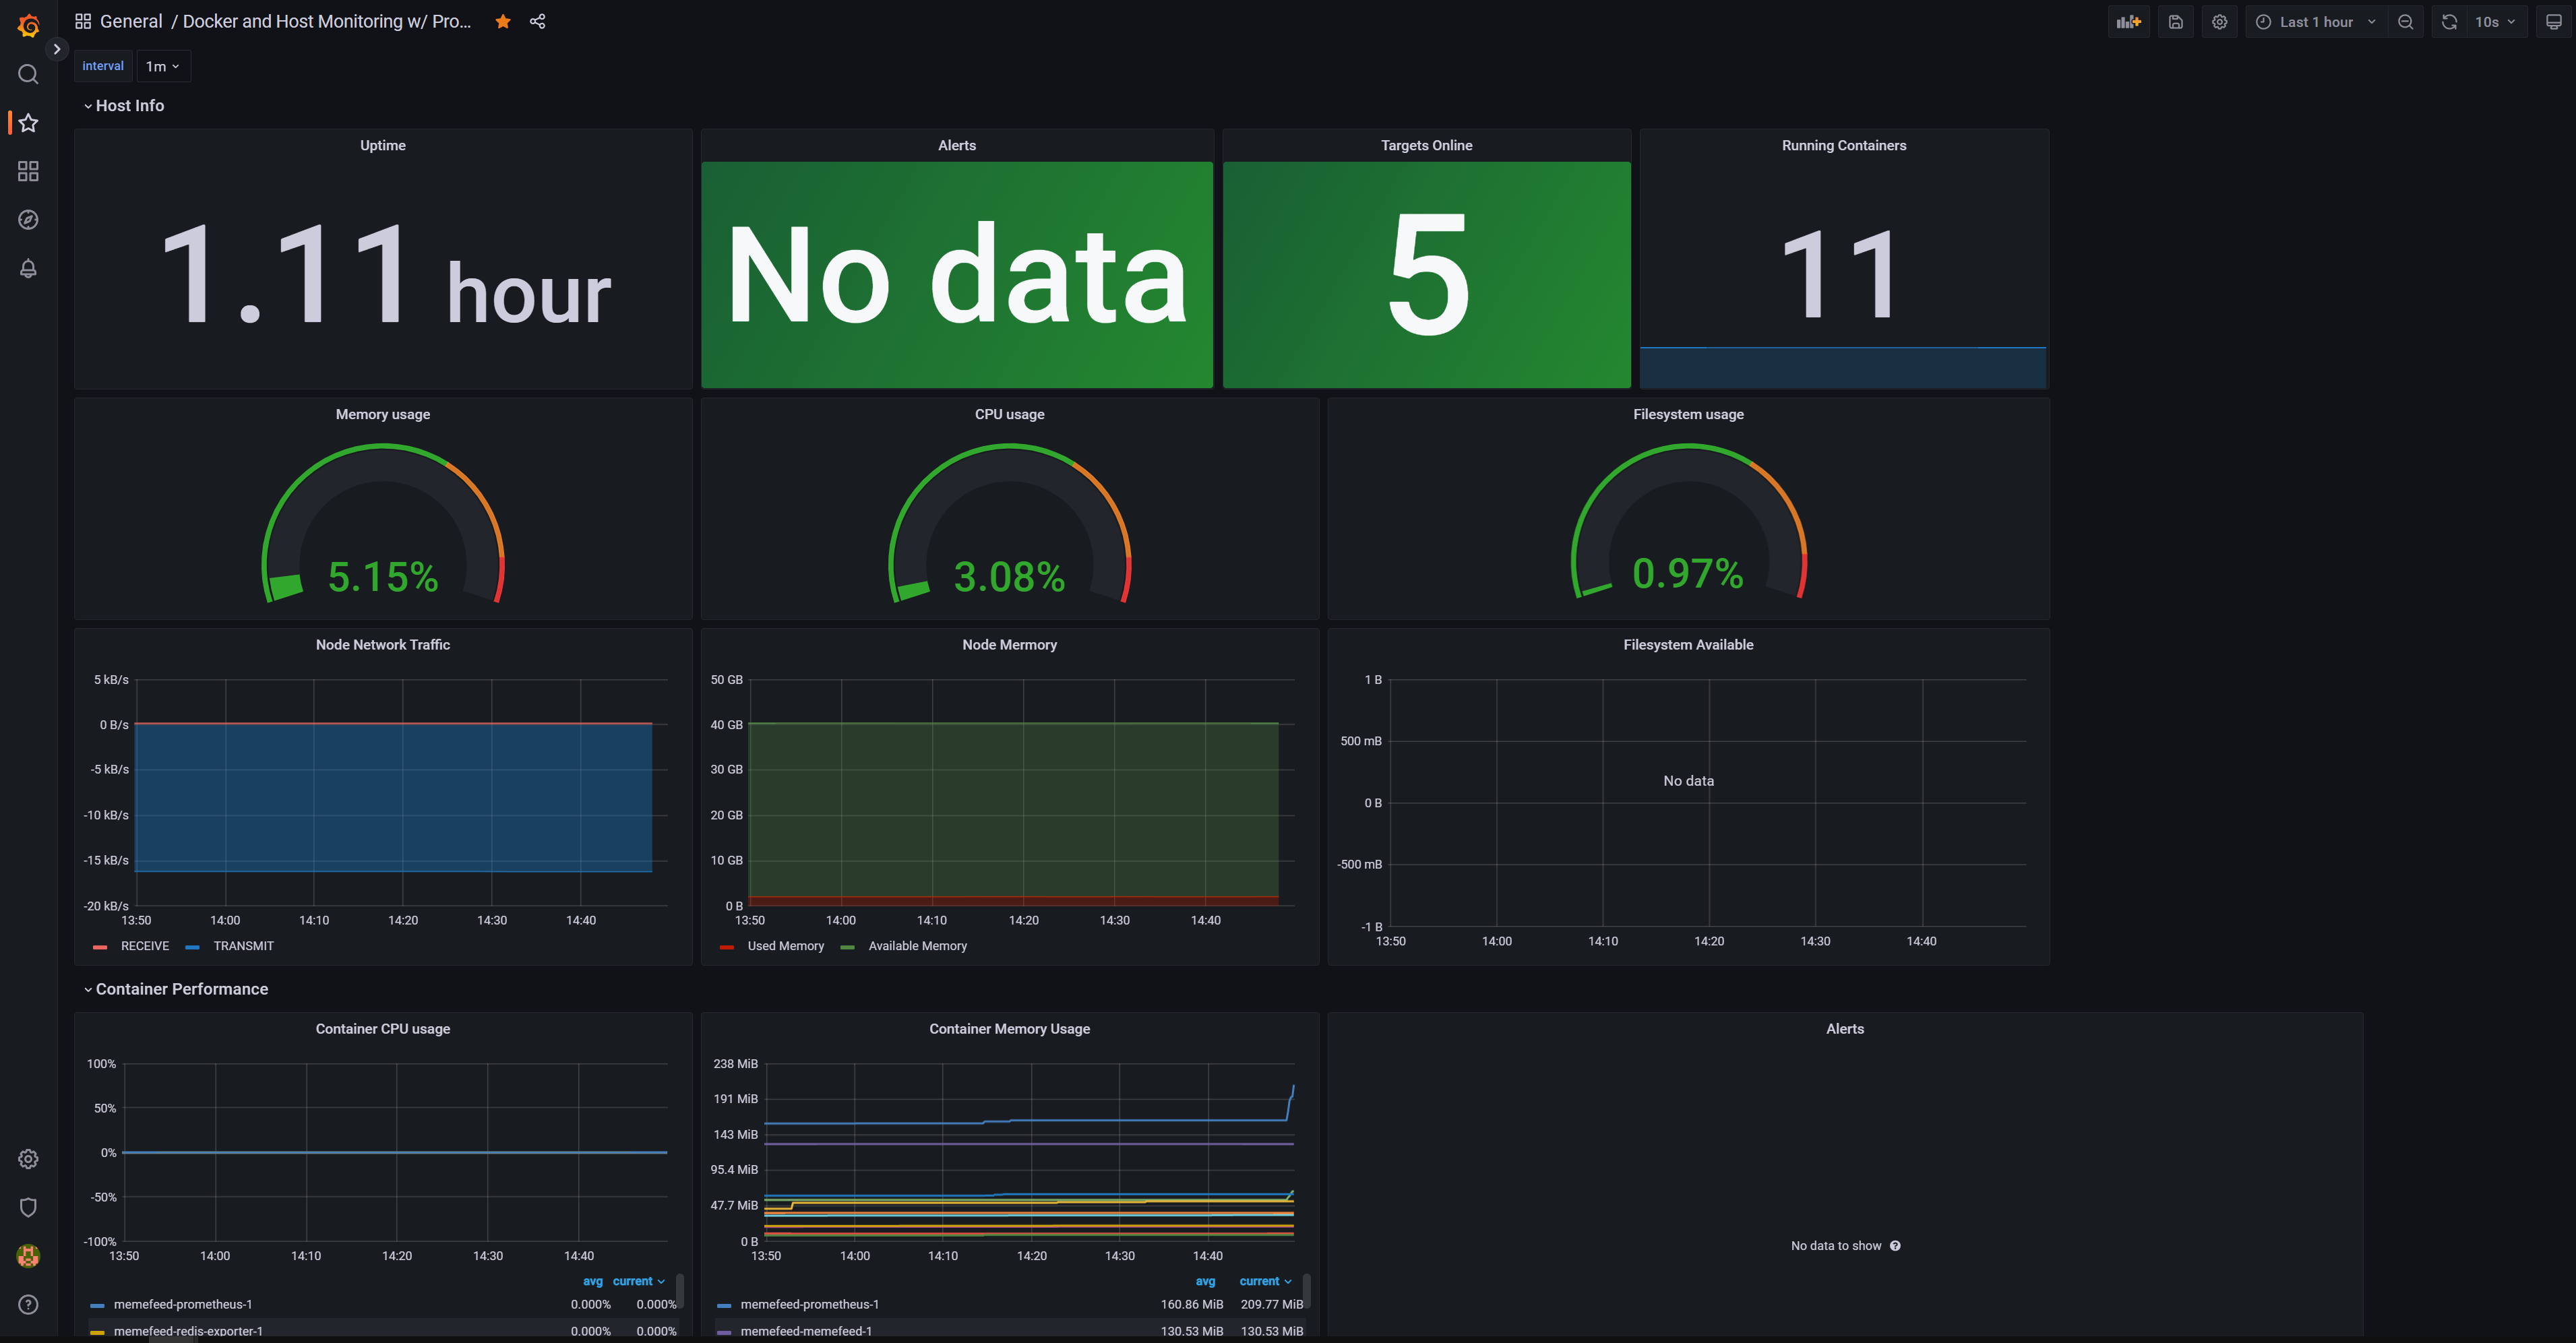 General / Docker and Host Monitoring w/ Pro...
Last 1 hour
10s
interval 1m
Host Info
Uptime
1.11 hour
Alerts
No data
Targets Online
5
Running Containers
11
Memory usage
5.15%
CPU usage
3.08%
Filesystem usage
0.97%
Node Network Traffic
5 kB/s
0 B/s
-5 kB/s
-10 kB/s
-15 kB/s
-20 kB/s
13:50 14:00 14:10 14:20 14:30 14:40
RECEIVE TRANSMIT
Node Mermory
50 GB
40 GB
30 GB
20 GB
10 GB
0 B
13:50 14:00 14:10 14:20 14:30 14:40
Used Memory Available Memory
Filesystem Available
1 B
500 mB
No data
0 B
-500 mB
-1 B
13:50 14:00 14:10 14:20 14:30 14:40
Container Performance
Container CPU usage
100%
50%
0%
-50%
-100%
13:50 14:00 14:10 14:20 14:30 14:40
avg current
memefeed-prometheus-1 0.000% 0.000%
memefeed-redis-exporter-1 0.000% 0.000%
Container Memory Usage
238 MiB
191 MiB
143 MiB
95.4 MiB
47.7 MiB
0 B
13:50 14:00 14:10 14:20 14:30 14:40
avg current
memefeed-prometheus-1 160.86 MiB 209.77 MiB
memefeed-memefeed-1 130.53 MiB 130.53 MiB
Alerts
No data to show